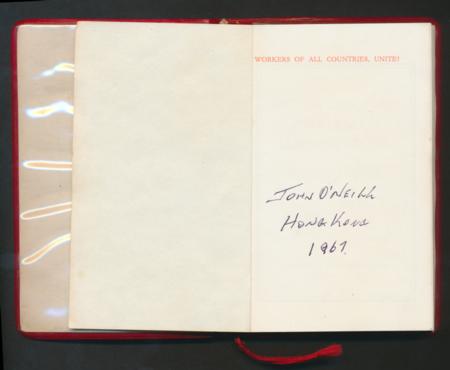 WORKERS OF ALL COUNTRIES, UNITE!
JOHN O'NEILL
HONG KONG
1967.